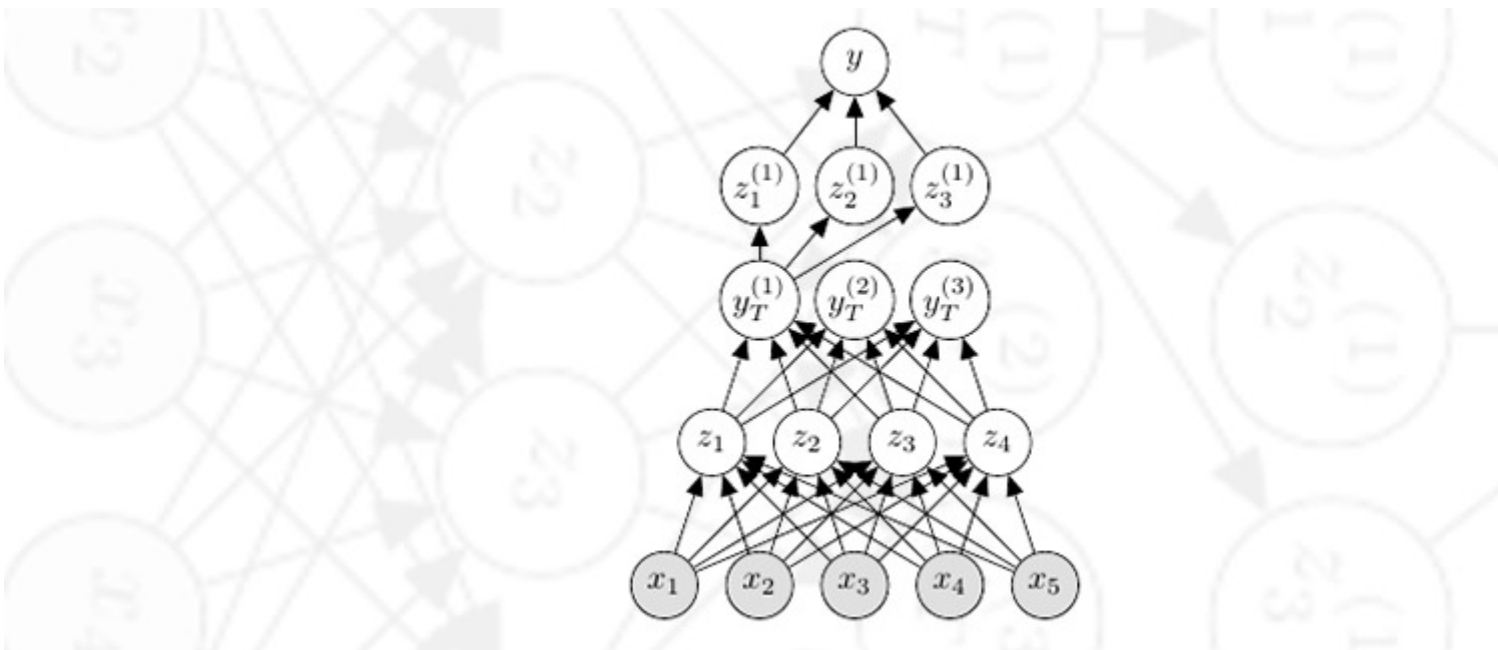 y
z_1^{(1)} z_2^{(1)} z_3^{(1)}
y_T^{(1)} y_T^{(2)} y_T^{(3)}
z_1 z_2 z_3 z_4
x_1 x_2 x_3 x_4 x_5